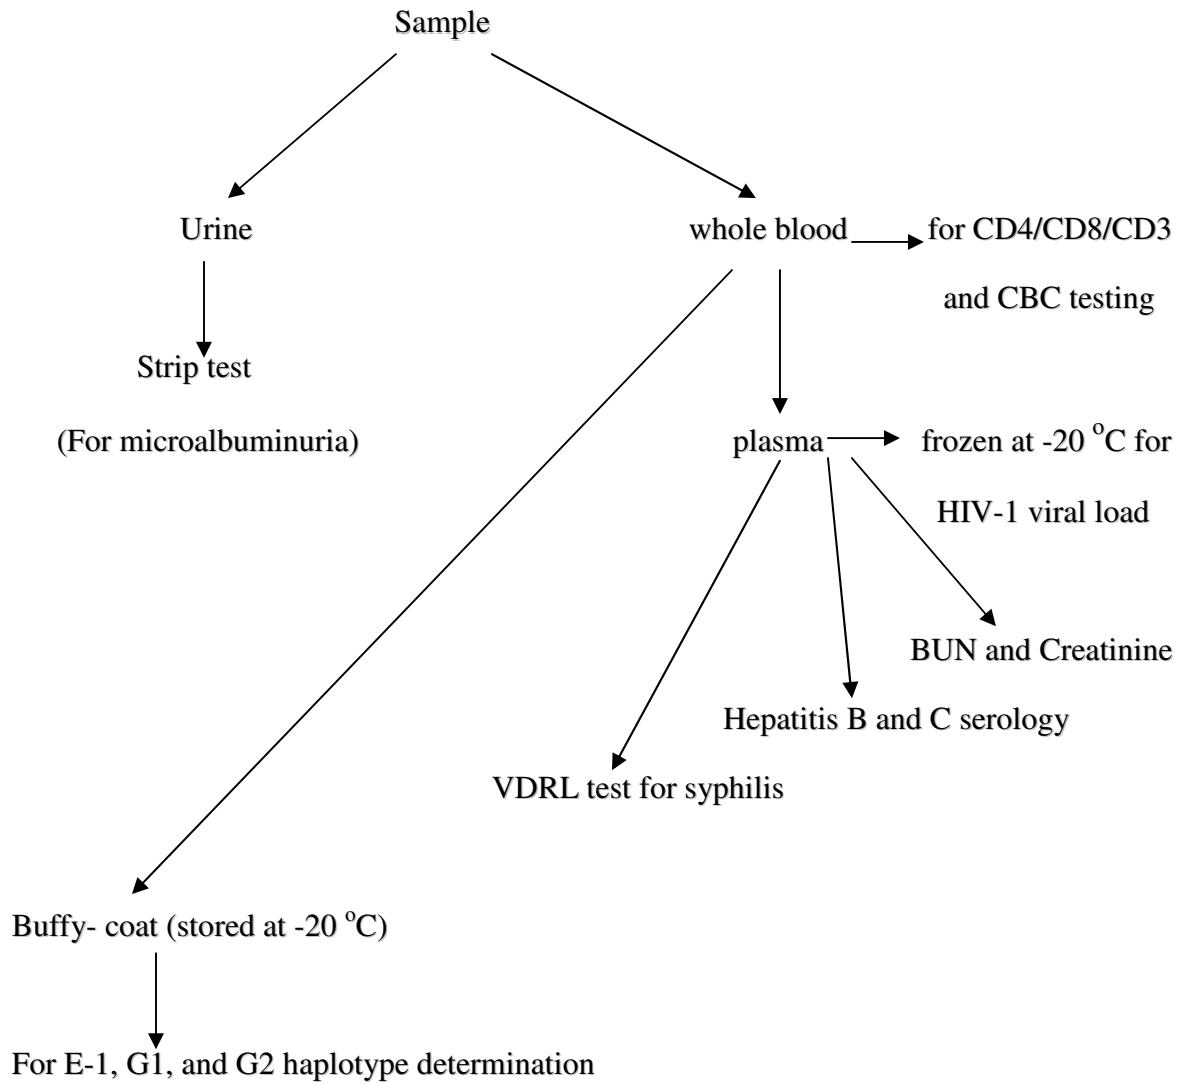 Sample
Urine
whole blood
for CD4/CD8/CD3
and CBC testing
Strip test
(For microalbuminuria)
plasma
frozen at -20 °C for
HIV-1 viral load
BUN and Creatinine
Hepatitis B and C serology
VDRL test for syphilis
Buffy- coat (stored at -20 °C)
For E-1, G1, and G2 haplotype determination